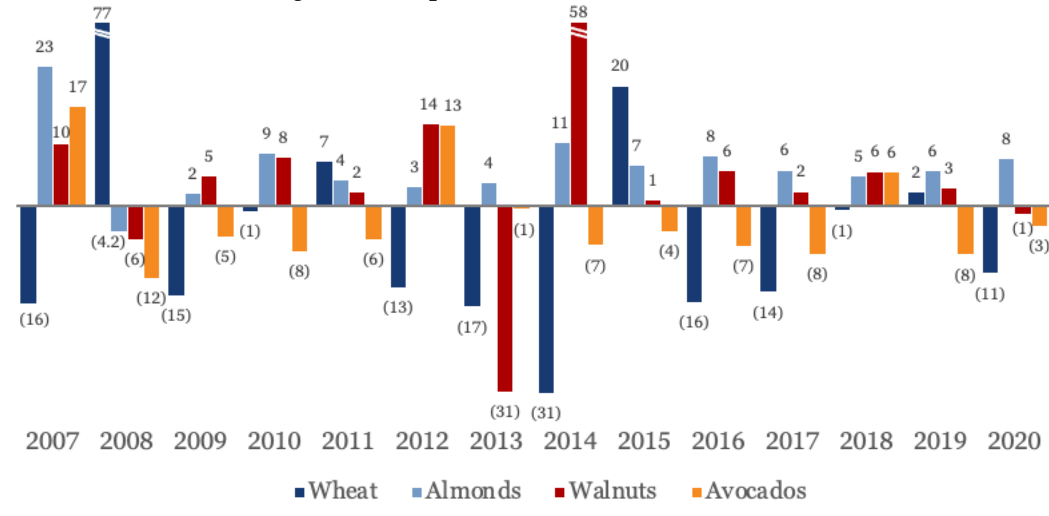 77 58
23 20
17
10 14 13
9 8 11 8 8
7 7 6 6 6 6 6
2 5 4 2 3 4 1 2 5 2 3
(4.2) (1) (1) (1) (1)
(6) (5) (8) (6) (7) (4) (7) (8) (8) (3)
(12)
(16) (15) (13) (17) (16) (14) (11)
(31) (31)
2007 2008 2009 2010 2011 2012 2013 2014 2015 2016 2017 2018 2019 2020
Wheat Almonds Walnuts Avocados